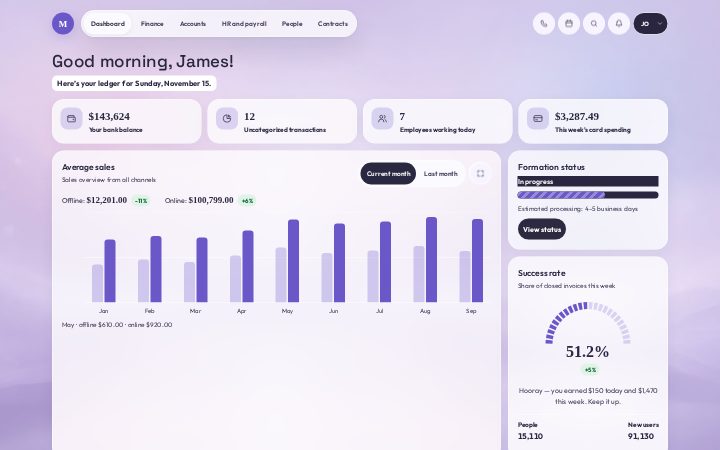 M
Dashboard
Finance
Accounts
HR and payroll
People
Contracts
JO
Good morning, James!
Here's your ledger for Sunday, November 15.
$143,624
Your bank balance
12
Uncategorized transactions
7
Employees working today
$3,287.49
This week's card spending
Average sales
Sales overview from all channels
Current month
Last month
Offline: $12,201.00 -11%
Online: $100,799.00 +6%
Jan Feb Mar Apr May Jun Jul Aug Sep
May · offline $610.00 · online $920.00
Formation status
In progress
Estimated processing: 4–5 business days
View status
Success rate
Share of closed invoices this week
51.2%
+5%
Hooray — you earned $150 today and $1,470
this week. Keep it up.
People
15,110
New users
91,130